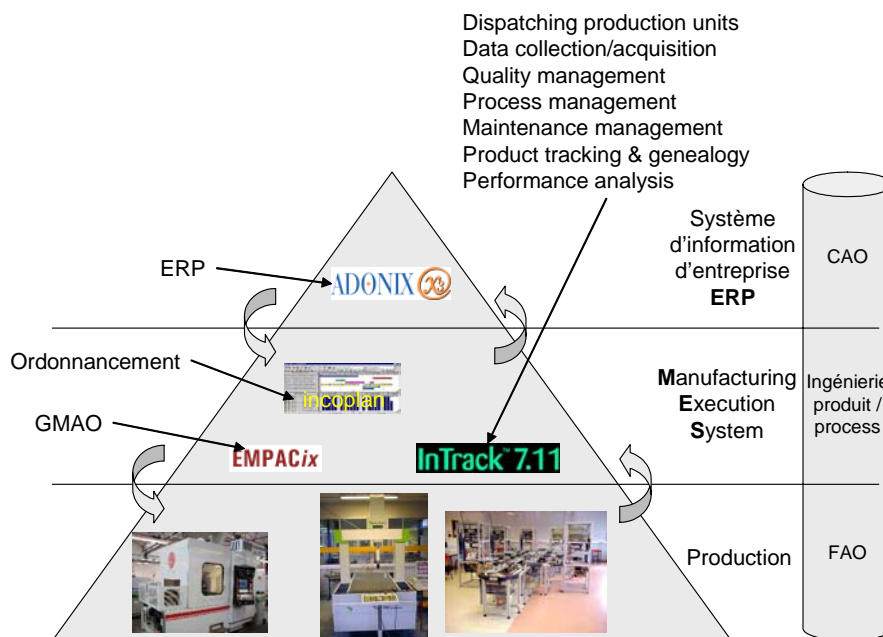 Dispatching production units
Data collection/acquisition
Quality management
Process management
Maintenance management
Product tracking & genealogy
Performance analysis
Système
d'information
d'entreprise
ERP
CAO
ERP
ADONIX X3
Ordonnancement
incoplan
GMAO
EMPACix
InTrack™ 7.11
Manufacturing
Execution
System
Ingénierie
produit /
process
Production
FAO